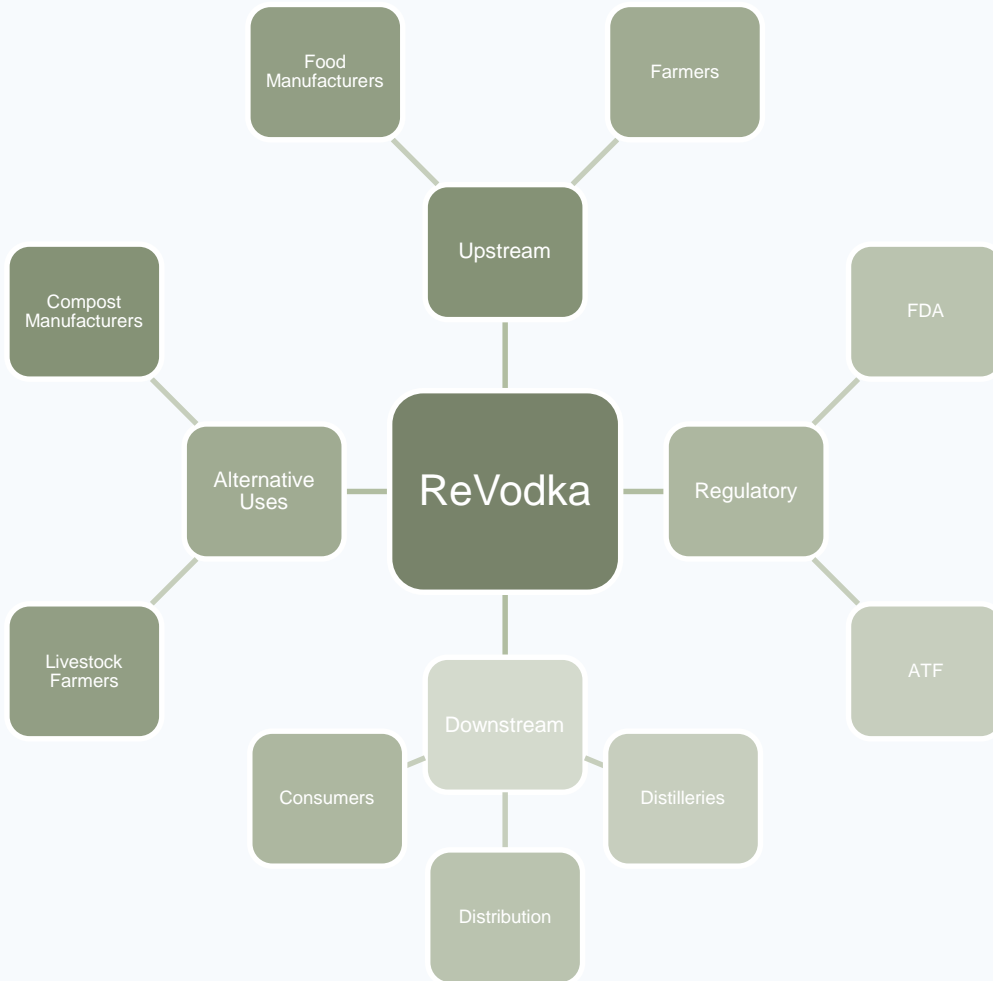 Food
Manufacturers
Farmers
Upstream
Compost
Manufacturers
FDA
Alternative
Uses
ReVodka
Regulatory
Livestock
Farmers
ATF
Downstream
Consumers
Distilleries
Distribution